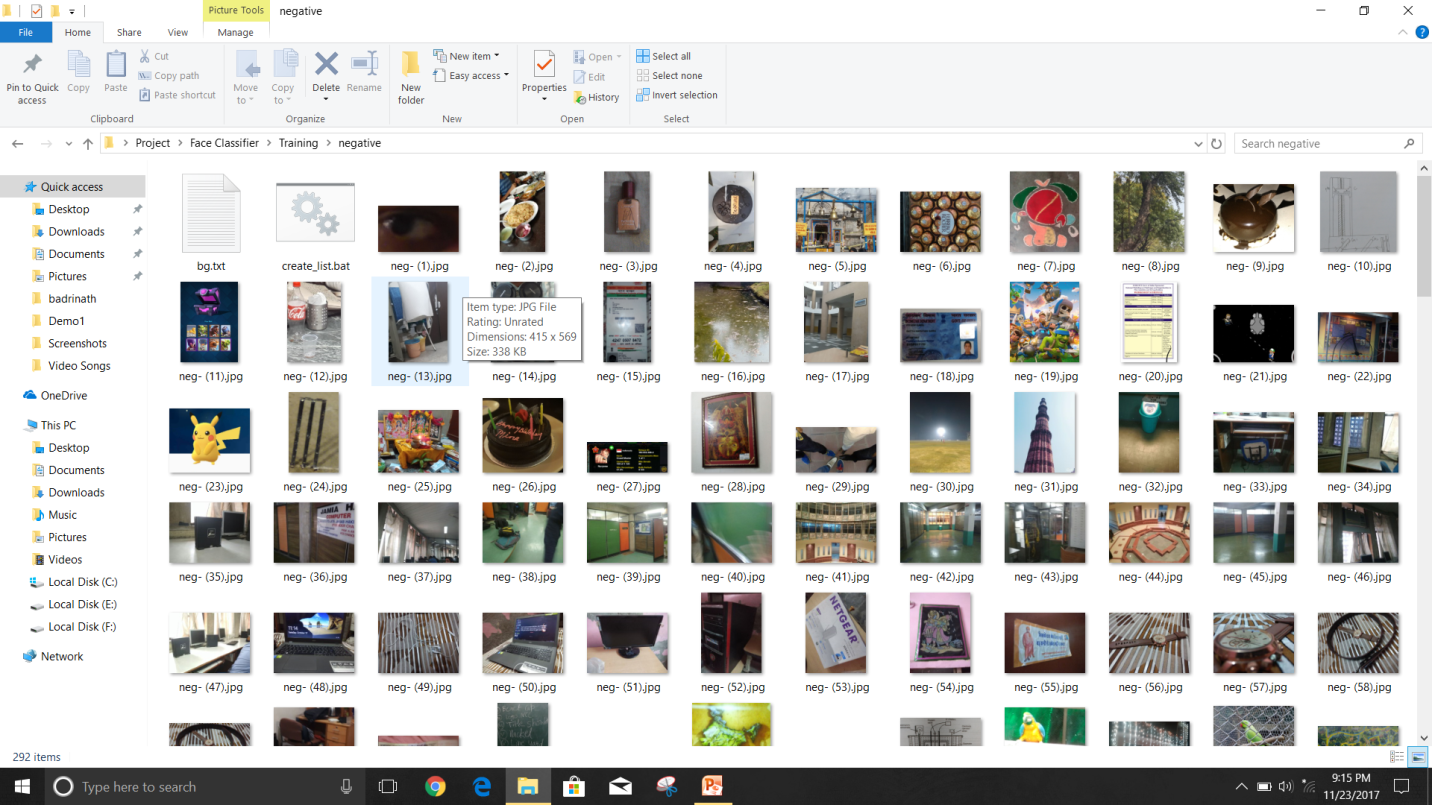 Picture Tools negative
File Home Share View Manage
Pin to Quick access
Copy
Paste
Cut
Copy path
Paste shortcut
Clipboard
Move to
Copy to
Delete
Rename
Organize
New folder
New item
Easy access
New
Properties
Open
Edit
History
Open
Select all
Select none
Invert selection
Select
Project > Face Classifier > Training > negative
Search negative
Quick access
Desktop
Downloads
Documents
Pictures
badrinath
Demo1
Screenshots
Video Songs
OneDrive
This PC
Desktop
Documents
Downloads
Music
Pictures
Videos
Local Disk (C:)
Local Disk (E:)
Local Disk (F:)
Network
bg.txt create_list.bat neg- (1).jpg neg- (2).jpg neg- (3).jpg neg- (4).jpg neg- (5).jpg neg- (6).jpg neg- (7).jpg neg- (8).jpg neg- (9).jpg neg- (10).jpg
Item type: JPG File
Rating: Unrated
Dimensions: 415 x 569
Size: 338 KB
neg- (11).jpg neg- (12).jpg neg- (13).jpg neg- (14).jpg neg- (15).jpg neg- (16).jpg neg- (17).jpg neg- (18).jpg neg- (19).jpg neg- (20).jpg neg- (21).jpg neg- (22).jpg
neg- (23).jpg neg- (24).jpg neg- (25).jpg neg- (26).jpg neg- (27).jpg neg- (28).jpg neg- (29).jpg neg- (30).jpg neg- (31).jpg neg- (32).jpg neg- (33).jpg neg- (34).jpg
JAMIA H
COMPUTER
neg- (35).jpg neg- (36).jpg neg- (37).jpg neg- (38).jpg neg- (39).jpg neg- (40).jpg neg- (41).jpg neg- (42).jpg neg- (43).jpg neg- (44).jpg neg- (45).jpg neg- (46).jpg
NETGEAR
neg- (47).jpg neg- (48).jpg neg- (49).jpg neg- (50).jpg neg- (51).jpg neg- (52).jpg neg- (53).jpg neg- (54).jpg neg- (55).jpg neg- (56).jpg neg- (57).jpg neg- (58).jpg
292 items
Type here to search
9:15 PM
11/23/2017